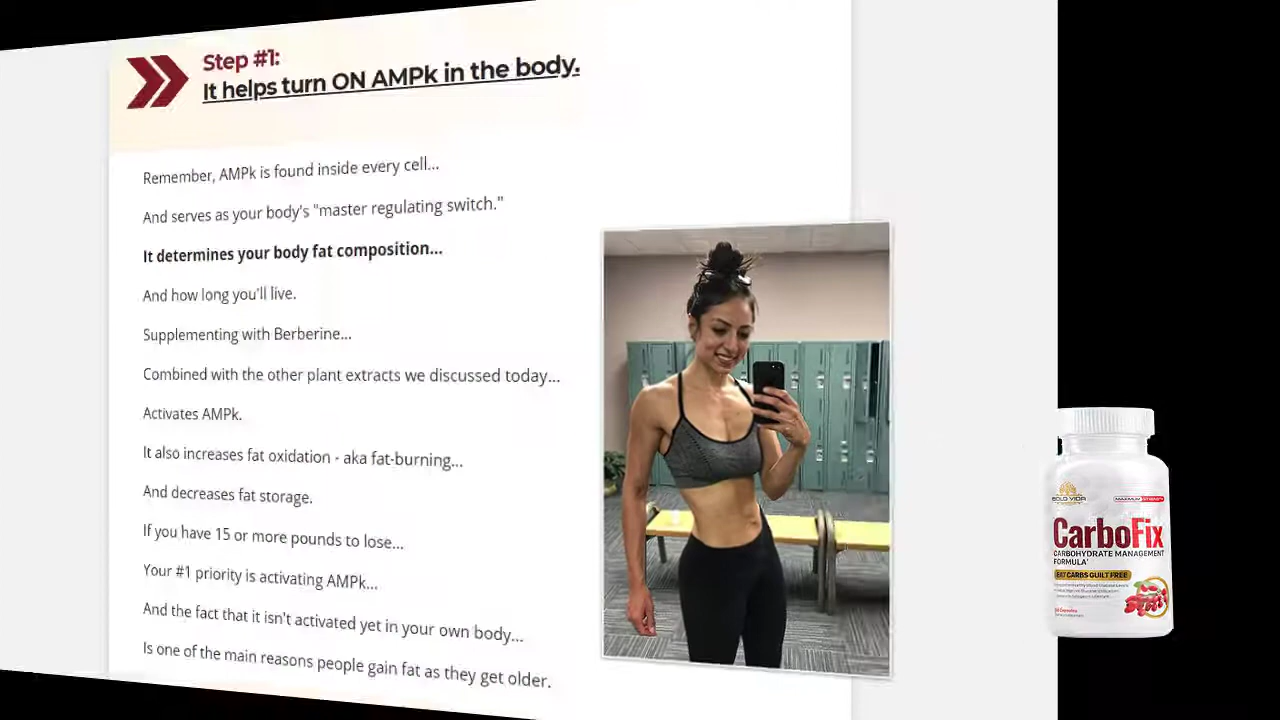 Step #1:
It helps turn ON AMPk in the body.
Remember, AMPk is found inside every cell...
And serves as your body's "master regulating switch."
It determines your body fat composition...
And how long you'll live.
Supplementing with Berberine...
Combined with the other plant extracts we discussed today...
Activates AMPk.
It also increases fat oxidation - aka fat-burning...
And decreases fat storage.
If you have 15 or more pounds to lose...
Your #1 priority is activating AMPk...
And the fact that it isn't activated yet in your own body...
Is one of the main reasons people gain fat as they get older.
GOLD VIDA
MAXIMUM STRENGTH
CarboFix
CARBOHYDRATE MANAGEMENT
FORMULA
EAT CARBS GUILT FREE
Capsules